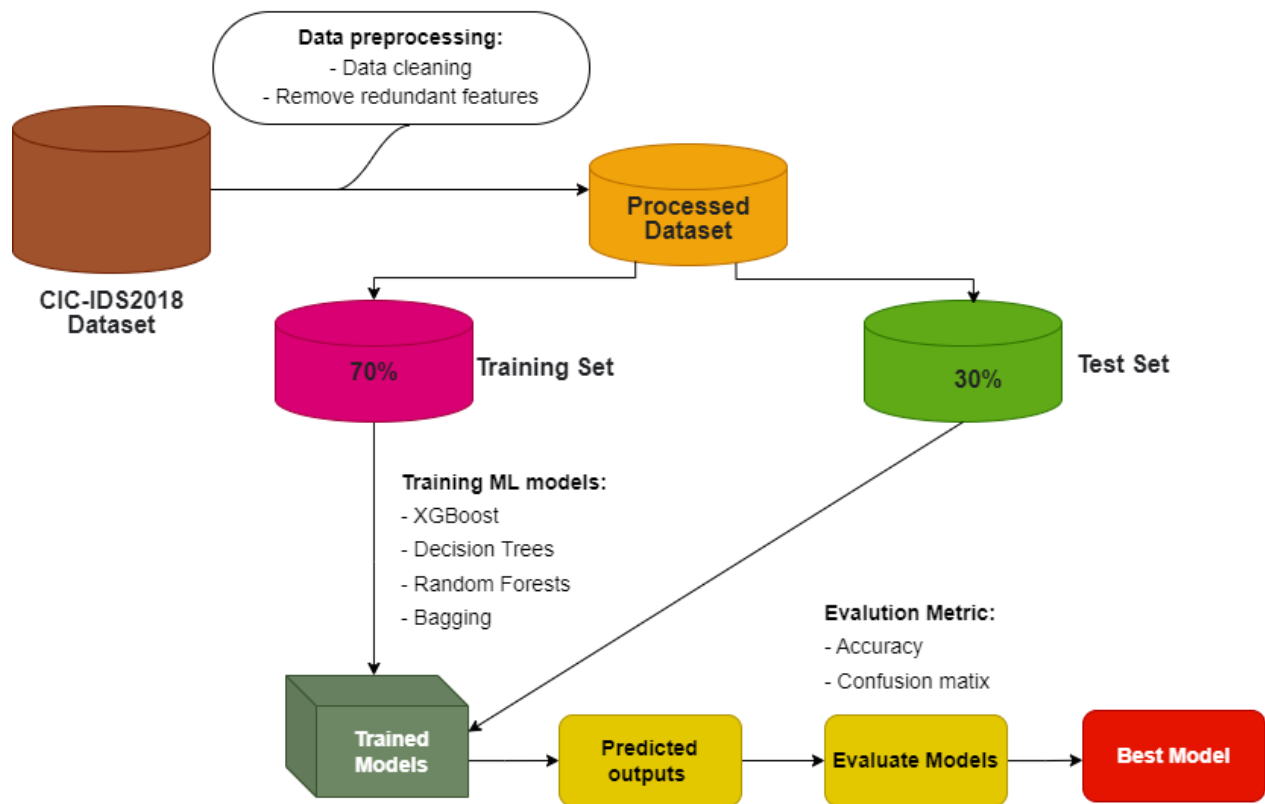 Data preprocessing:
- Data cleaning
- Remove redundant features
CIC-IDS2018
Dataset
Processed
Dataset
70%
Training Set
30%
Test Set
Training ML models:
- XGBoost
- Decision Trees
- Random Forests
- Bagging
Evalution Metric:
- Accuracy
- Confusion matix
Trained
Models
Predicted
outputs
Evaluate Models
Best Model